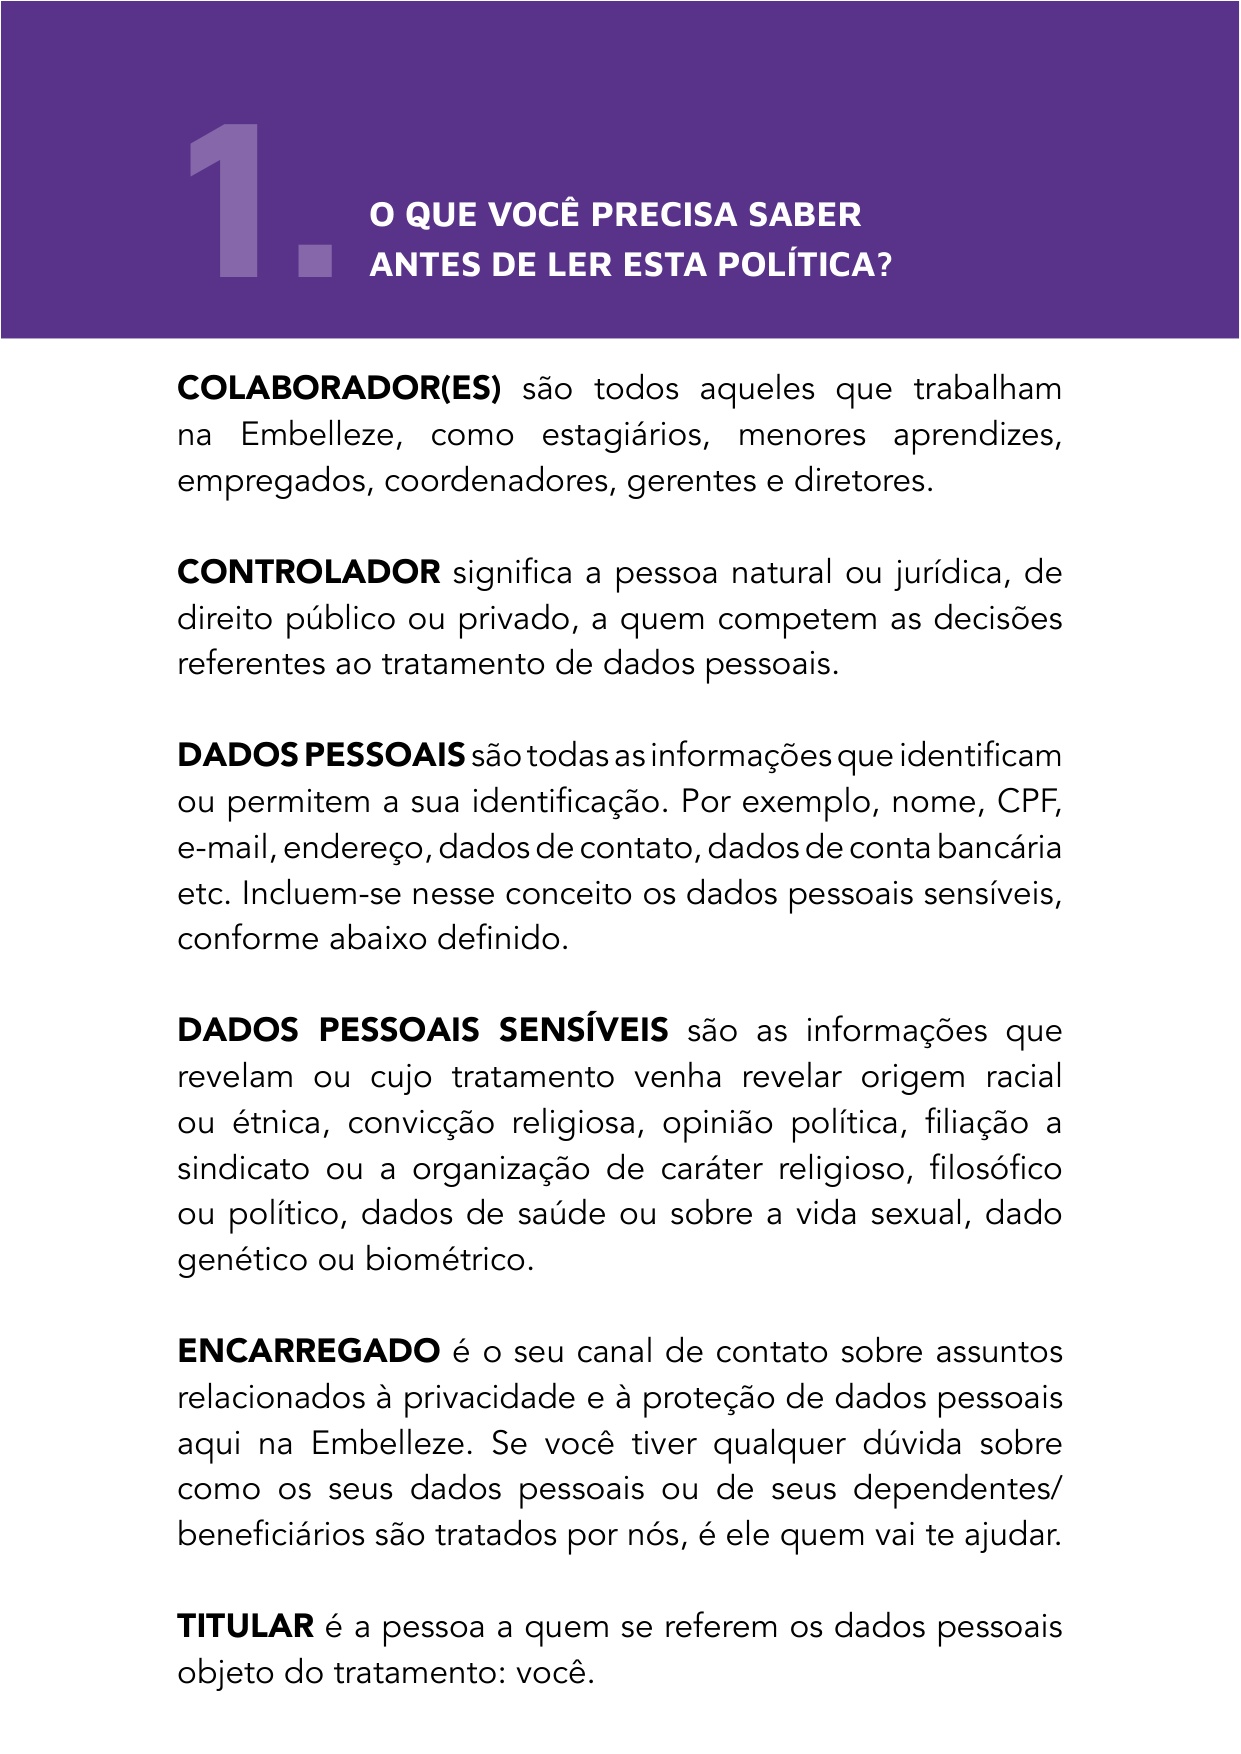 1.
O QUE VOCÊ PRECISA SABER
ANTES DE LER ESTA POLÍTICA?
COLABORADOR(ES) são todos aqueles que trabalham
na Embelleze, como estagiários, menores aprendizes,
empregados, coordenadores, gerentes e diretores.
CONTROLADOR significa a pessoa natural ou jurídica, de
direito público ou privado, a quem competem as decisões
referentes ao tratamento de dados pessoais.
DADOS PESSOAIS são todas as informações que identificam
ou permitem a sua identificação. Por exemplo, nome, CPF,
e-mail, endereço, dados de contato, dados de conta bancária
etc. Incluem-se nesse conceito os dados pessoais sensíveis,
conforme abaixo definido.
DADOS PESSOAIS SENSÍVEIS são as informações que
revelam ou cujo tratamento venha revelar origem racial
ou étnica, convicção religiosa, opinião política, filiação a
sindicato ou a organização de caráter religioso, filosófico
ou político, dados de saúde ou sobre a vida sexual, dado
genético ou biométrico.
ENCARREGADO é o seu canal de contato sobre assuntos
relacionados à privacidade e à proteção de dados pessoais
aqui na Embelleze. Se você tiver qualquer dúvida sobre
como os seus dados pessoais ou de seus dependentes/
beneficiários são tratados por nós, é ele quem vai te ajudar.
TITULAR é a pessoa a quem se referem os dados pessoais
objeto do tratamento: você.